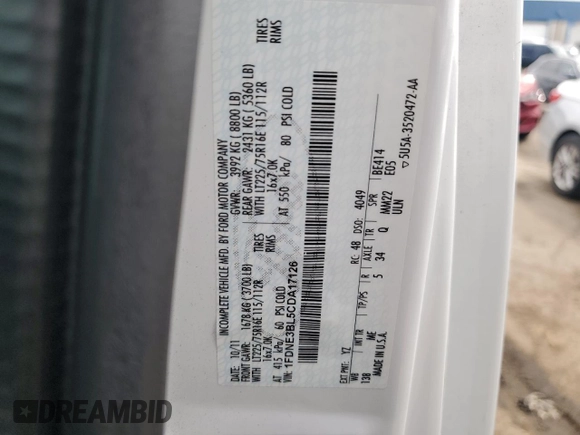 INCOMPLETE VEHICLE MFD. BY FORD MOTOR COMPANY
10/11 GVWR: 3992 KG ( 8800 LB)
FRONT GAWR: 1678 KG (3700 LB) REAR GAWR: 2431 KG ( 5360 LB)
WITH LT225/75R16E 115/112R TIRES WITH LT225/75R16E 115/112R TIRES
16x7.0K RIMS 16x7.0K RIMS
AT 415 kPa/ 60 PSI COLD AT 550 kPa/ 80 PSI COLD
VIN: 1FDNE3BL5CDA17126
EXT PNT: YZ RC: 48 DSO: 4049
WB INT TR TP/PS R AXLE TR SPR BE414
138 ME 5 34 Q MM22 E05
MADE IN U.S.A. ULN
5U5A-3520472-AA
DREAMBID